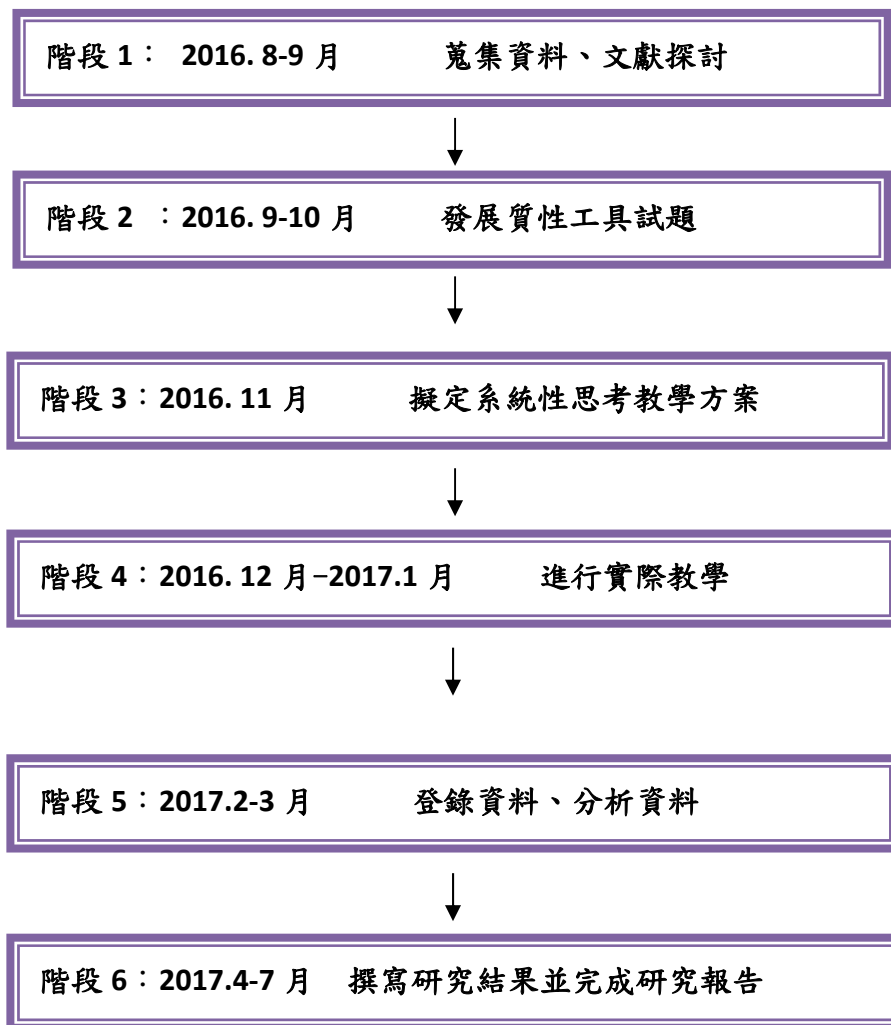 階段 1： 2016. 8-9 月 蒐集資料、文獻探討
階段 2 ：2016. 9-10 月 發展質性工具試題
階段 3：2016. 11 月 擬定系統性思考教學方案
階段 4：2016. 12 月-2017.1 月 進行實際教學
階段 5：2017.2-3 月 登錄資料、分析資料
階段 6：2017.4-7 月 撰寫研究結果並完成研究報告